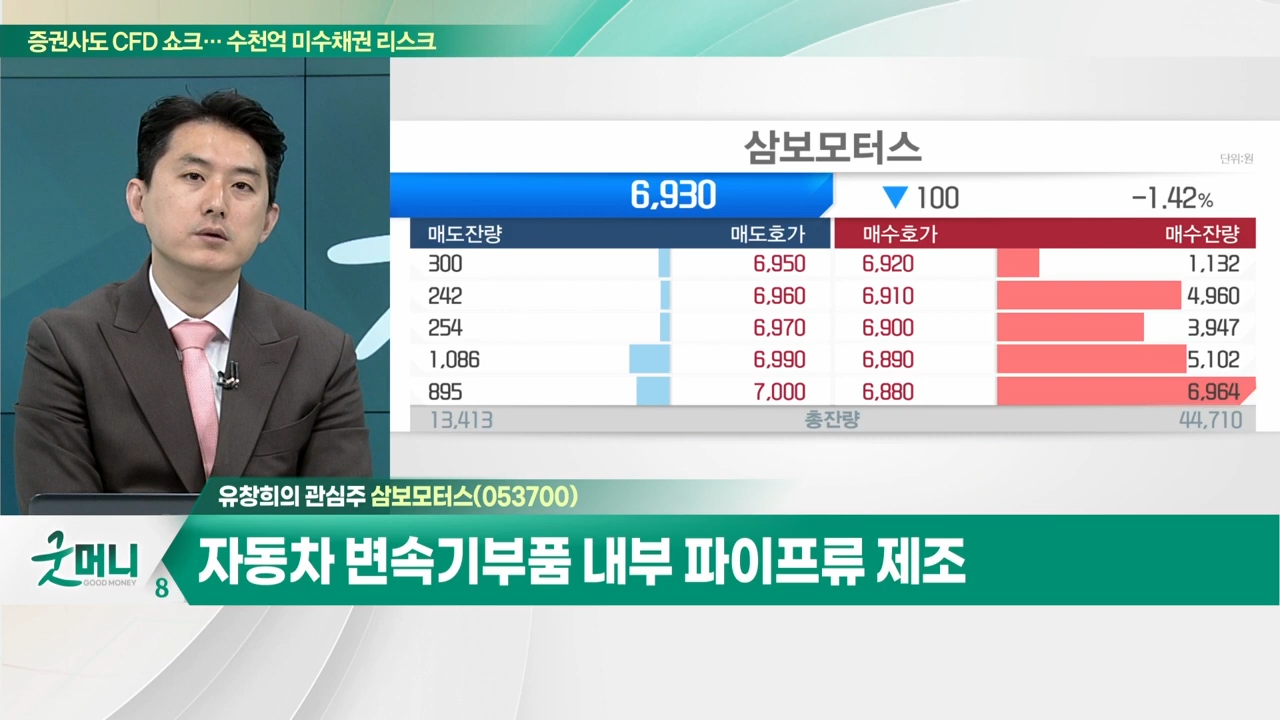 증권사도 CFD 쇼크… 수천억 미수채권 리스크
삼보모터스
단위:원
6,930 ▼ 100 -1.42%
매도잔량 매도호가 매수호가 매수잔량
300 6,950 6,920 1,132
242 6,960 6,910 4,960
254 6,970 6,900 3,947
1,086 6,990 6,890 5,102
895 7,000 6,880 6,964
13,413 총잔량 44,710
유창희의 관심주 삼보모터스(053700)
굿머니
GOOD MONEY
8
자동차 변속기부품 내부 파이프류 제조